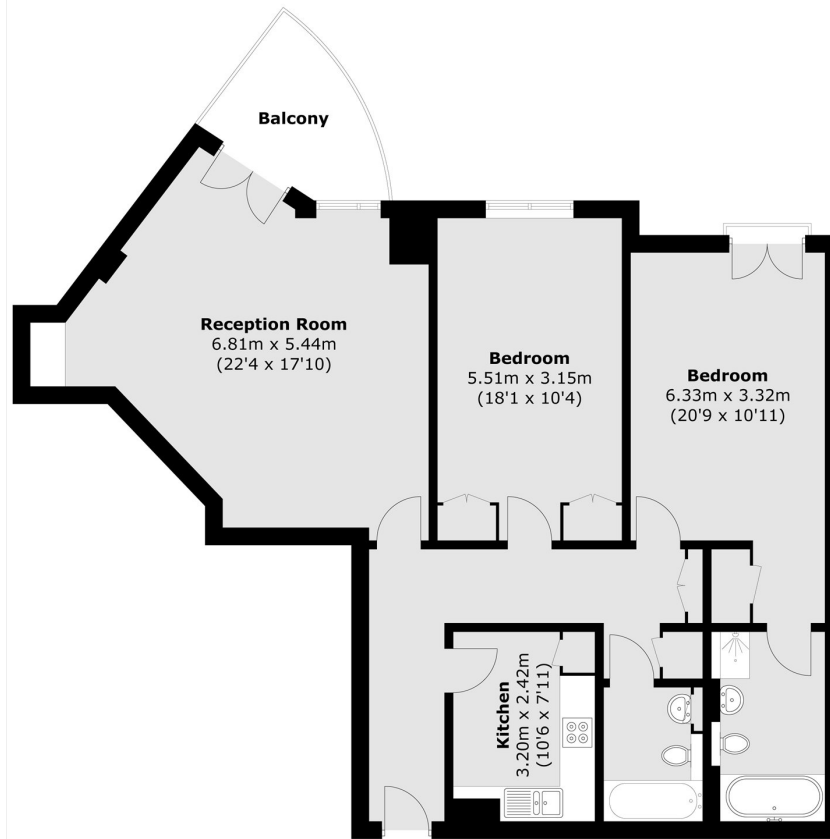 Balcony
Reception Room
6.81m x 5.44m
(22'4 x 17'10)
Bedroom
5.51m x 3.15m
(18'1 x 10'4)
Bedroom
6.33m x 3.32m
(20'9 x 10'11)
Kitchen
3.20m x 2.42m
(10'6 x 7'11)